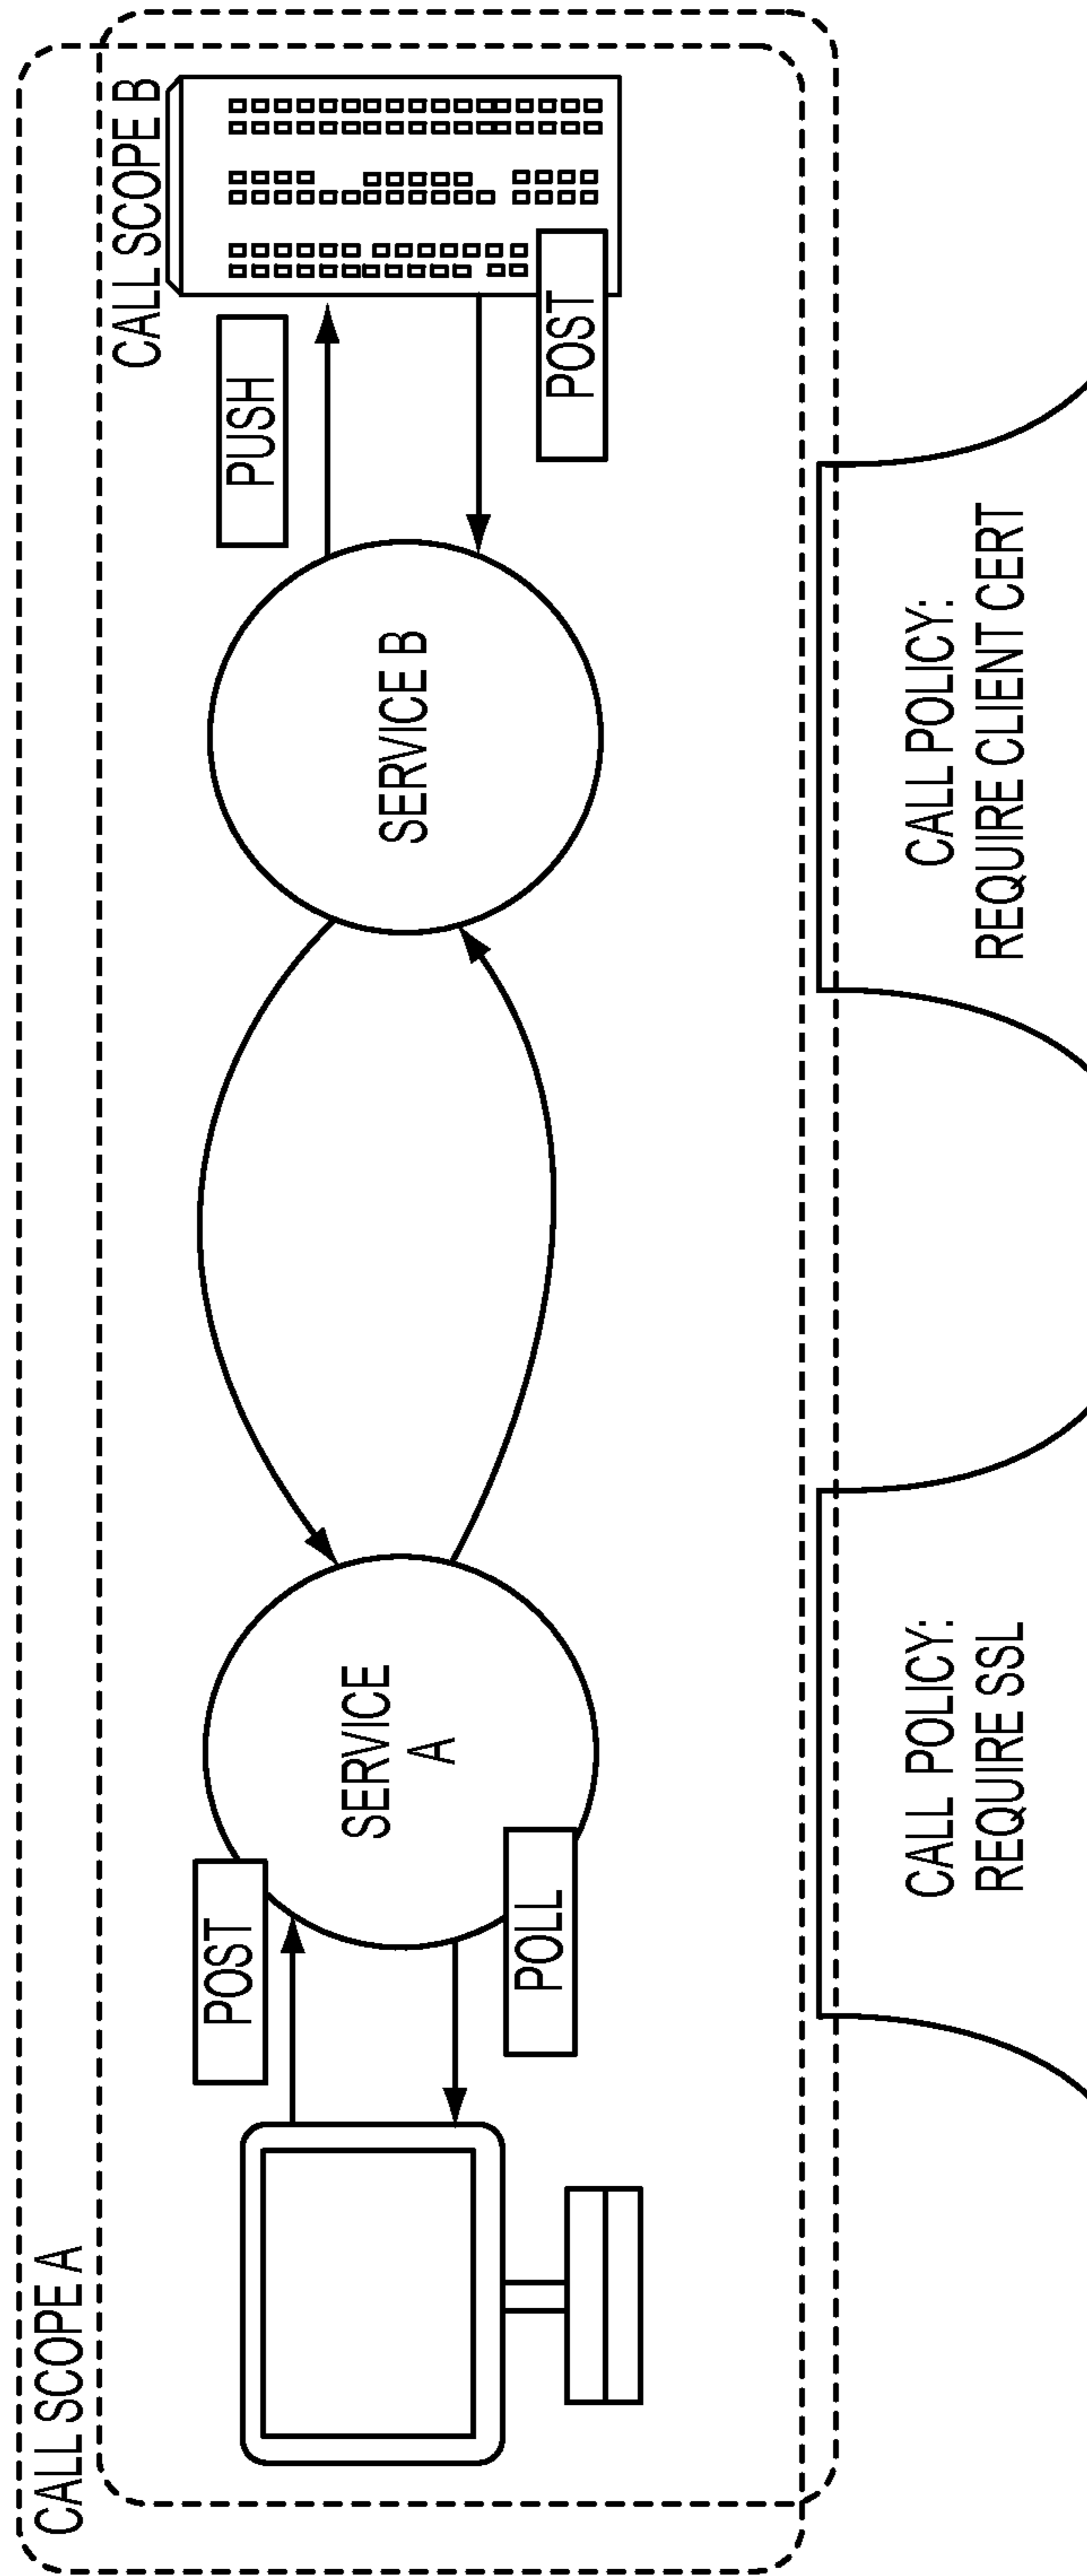 CALL SCOPE A
CALL SCOPE B
POST
SERVICE
A
POLL
SERVICE B
PUSH
POST
CALL POLICY:
REQUIRE SSL
CALL POLICY:
REQUIRE CLIENT CERT